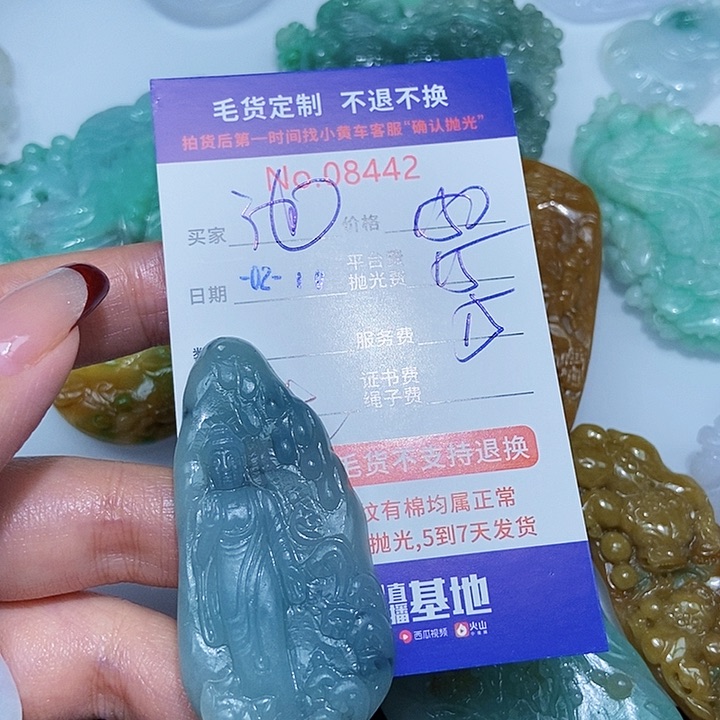 毛货定制 不退不换
拍货后第一时间找小黄车客服“确认抛光”
No.08442
买家 价格
日期 -02- 平台费
抛光费
服务费
证书费
绳子费
毛货不支持退换
纹有棉均属正常
抛光,5到7天发货
直播基地
西瓜视频 火山